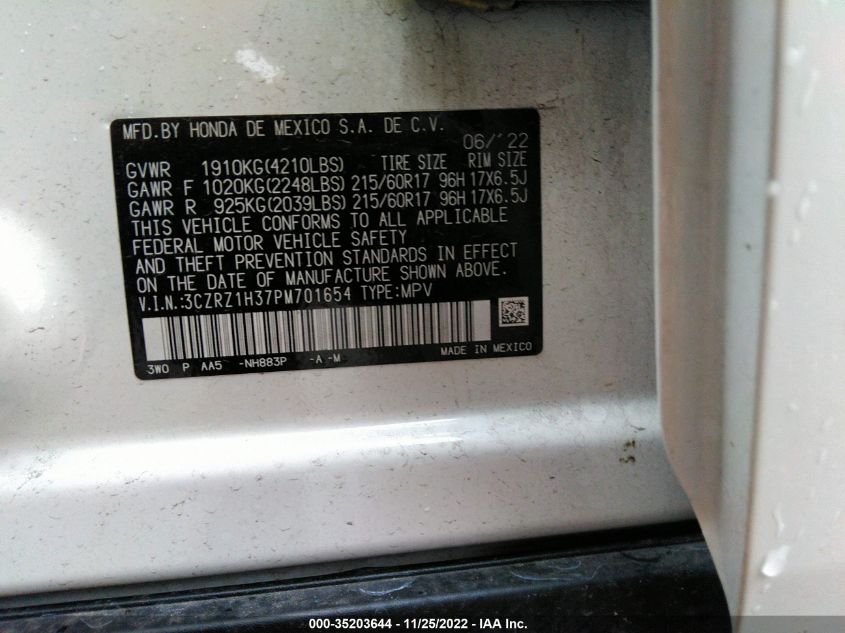 MFD.BY HONDA DE MEXICO S.A. DE C.V.
06/'22
GVWR 1910KG(4210LBS) TIRE SIZE RIM SIZE
GAWR F 1020KG(2248LBS) 215/60R17 96H 17X6.5J
GAWR R 925KG(2039LBS) 215/60R17 96H 17X6.5J
THIS VEHICLE CONFORMS TO ALL APPLICABLE
FEDERAL MOTOR VEHICLE SAFETY
AND THEFT PREVENTION STANDARDS IN EFFECT
ON THE DATE OF MANUFACTURE SHOWN ABOVE.
V.I.N.:3CZRZ1H37PM701654 TYPE:MPV
MADE IN MEXICO
3W0 P AA5 -NH883P -A -M
000-35203644 - 11/25/2022 - IAA Inc.